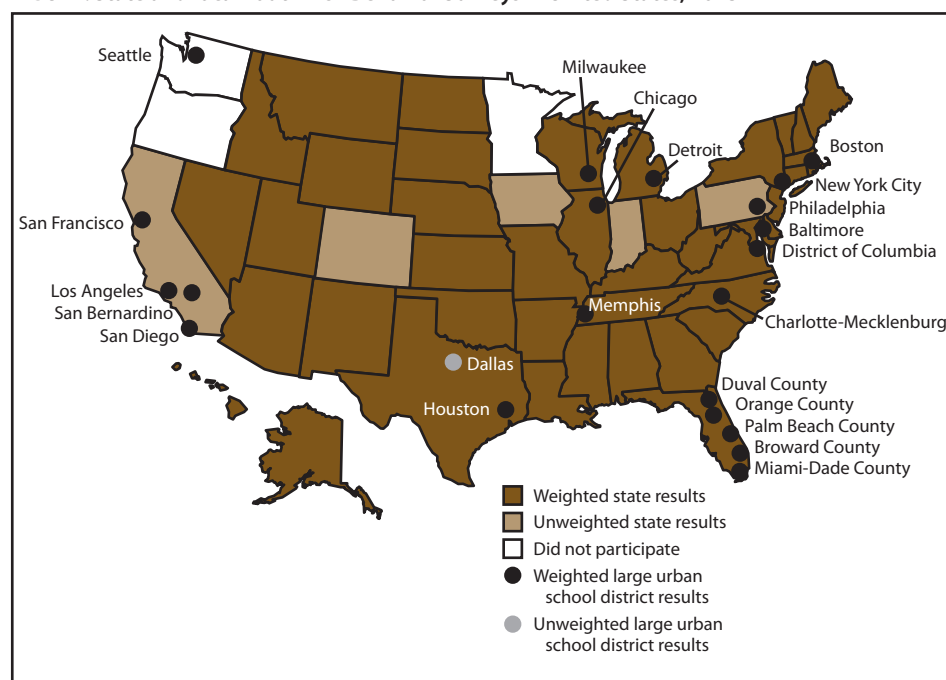 Seattle
Milwaukee
Chicago
Detroit
Boston
New York City
Philadelphia
Baltimore
District of Columbia
San Francisco
Los Angeles
San Bernardino
San Diego
Memphis
Charlotte-Mecklenburg
Dallas
Houston
Duval County
Orange County
Palm Beach County
Broward County
Miami-Dade County
Weighted state results
Unweighted state results
Did not participate
Weighted large urban
school district results
Unweighted large urban
school district results